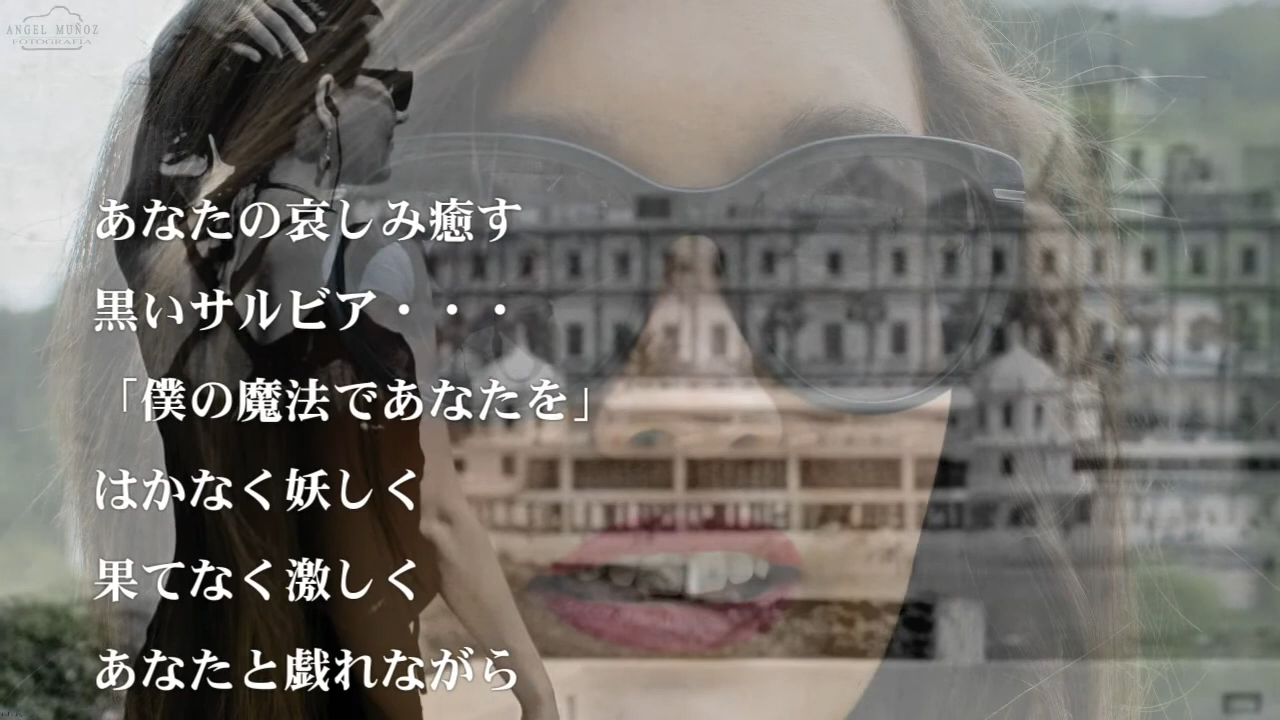 ANGEL MUÑOZ
FOTOGRAFIA
あなたの哀しみ癒す
黒いサルビア・・・
「僕の魔法であなたを」
はかなく妖しく
果てなく激しく
あなたと戯れながら